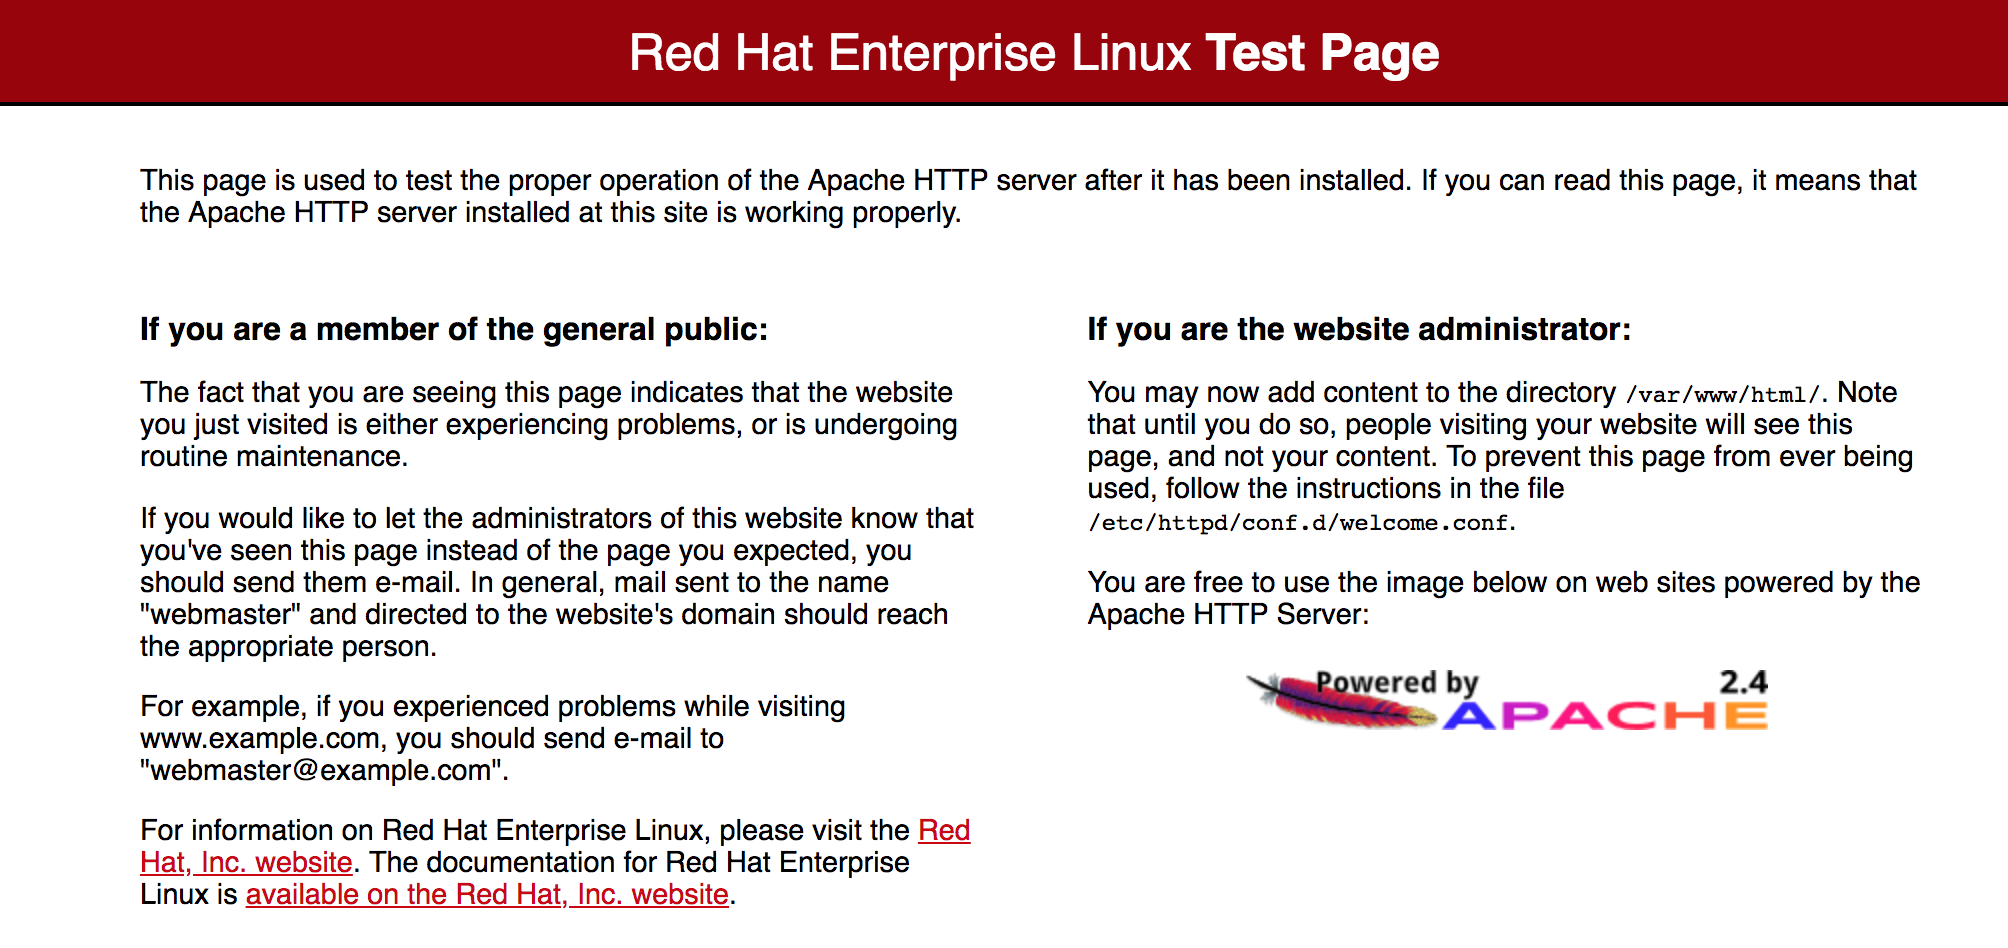 Red Hat Enterprise Linux Test Page
This page is used to test the proper operation of the Apache HTTP server after it has been installed. If you can read this page, it means that
the Apache HTTP server installed at this site is working properly.
If you are a member of the general public:
The fact that you are seeing this page indicates that the website
you just visited is either experiencing problems, or is undergoing
routine maintenance.
If you would like to let the administrators of this website know that
you've seen this page instead of the page you expected, you
should send them e-mail. In general, mail sent to the name
"webmaster" and directed to the website's domain should reach
the appropriate person.
For example, if you experienced problems while visiting
www.example.com, you should send e-mail to
"webmaster@example.com".
For information on Red Hat Enterprise Linux, please visit the Red
Hat, Inc. website. The documentation for Red Hat Enterprise
Linux is available on the Red Hat, Inc. website.
If you are the website administrator:
You may now add content to the directory /var/www/html/. Note
that until you do so, people visiting your website will see this
page, and not your content. To prevent this page from ever being
used, follow the instructions in the file
/etc/httpd/conf.d/welcome.conf.
You are free to use the image below on web sites powered by the
Apache HTTP Server:
Powered by 2.4
APACHE